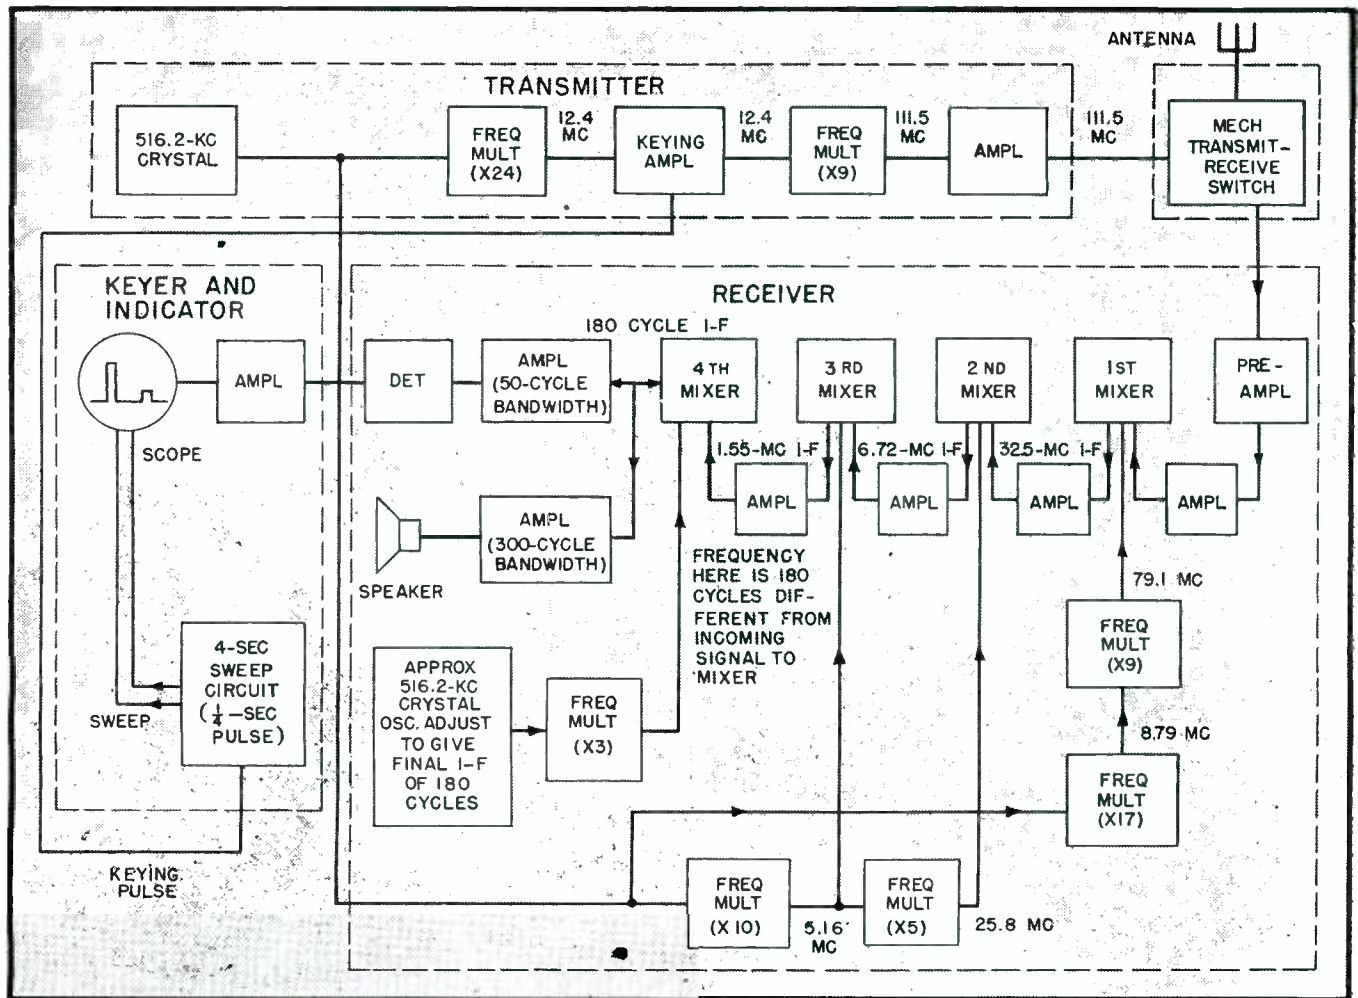 ANTENNA
TRANSMITTER
516.2-KC
CRYSTAL
FREQ
MULT
(X24)
12.4
MC
KEYING
AMPL
12.4
MC
FREQ
MULT
(X9)
111.5
MC
AMPL
111.5
MC
MECH
TRANSMIT-
RECEIVE
SWITCH
KEYER AND
INDICATOR
AMPL
SCOPE
4-SEC
SWEEP
CIRCUIT
(1/4-SEC
PULSE)
SWEEP
KEYING
PULSE
RECEIVER
180 CYCLE I-F
DET
AMPL
(50-CYCLE
BANDWIDTH)
4TH
MIXER
3RD
MIXER
2ND
MIXER
1ST
MIXER
PRE-
AMPL
1.55-MC I-F
AMPL
6.72-MC I-F
AMPL
32.5-MC I-F
AMPL
AMPL
SPEAKER
AMPL
(300-CYCLE
BANDWIDTH)
FREQUENCY
HERE IS 180
CYCLES DIF-
FERENT FROM
INCOMING
SIGNAL TO
MIXER
79.1 MC
FREQ
MULT
(X9)
8.79 MC
FREQ
MULT
(X17)
APPROX
516.2-KC
CRYSTAL
OSC. ADJUST
TO GIVE
FINAL I-F
OF 180
CYCLES
FREQ
MULT
(X3)
FREQ
MULT
(X10)
5.16
MC
FREQ
MULT
(X5)
25.8 MC